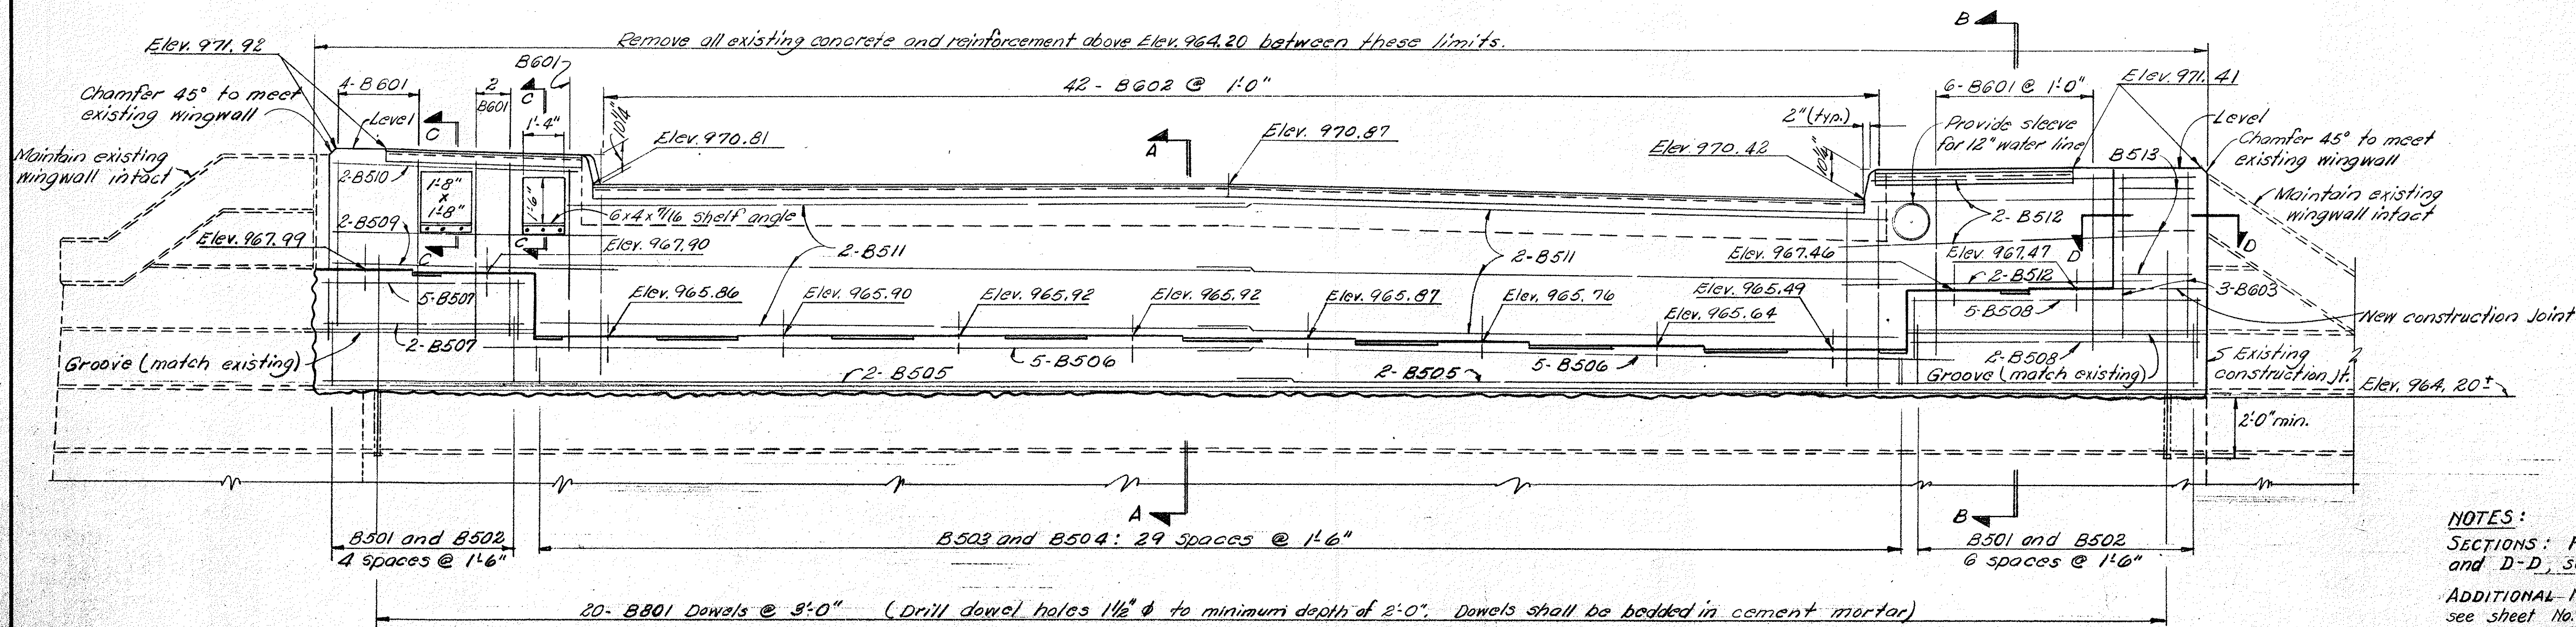 B
Elev. 971.92
Remove all existing concrete and reinforcement above Elev. 964.20 between these limits.
B601
4-B601
2
B601
C
42 - B602 @ 1'-0"
6-B601 @ 1'-0"
Elev. 971.41
Chamfer 45° to meet
existing wingwall
Level
C
1'-4"
10¼"
Elev. 970.81
A
Elev. 970.87
Elev. 970.42
2" (typ.)
10¼"
Provide sleeve
for 12" water line
B513
Level
Chamfer 45° to meet
existing wingwall
Maintain existing
wingwall intact
2-B510
1'-8"
x
1'-8"
1'-6"
6x4x7/16 shelf angle
2-B512
Maintain existing
wingwall intact
2-B509
Elev. 967.99
C
C
Elev. 967.90
2-B511
2-B511
Elev. 967.46
D
Elev. 967.47
D
2-B512
5-B507
Elev. 965.86
Elev. 965.90
Elev. 965.92
Elev. 965.92
Elev. 965.87
Elev. 965.76
Elev. 965.49
Elev. 965.64
3-B603
5-B508
New construction Joint
2-B507
Groove (match existing)
2-B505
5-B506
2-B505
5-B506
2-B508
Groove (match existing)
Existing
construction Jt.
Elev. 964.20±
2'-0" min.
A
B
B501 and B502
4 spaces @ 1'-6"
B503 and B504: 29 spaces @ 1'-6"
B501 and B502
6 spaces @ 1'-6"
20- B801 Dowels @ 3'-0" (Drill dowel holes 1½" ϕ to minimum depth of 2'-0". Dowels shall be bedded in cement mortar)
NOTES:
SECTIONS:
and D-D,
ADDITIONAL
see sheet No.